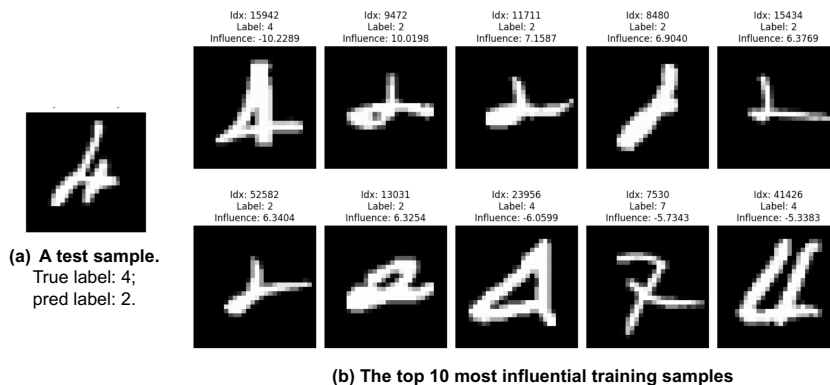 Idx: 15942
Label: 4
Influence: -10.2289
Idx: 9472
Label: 2
Influence: 10.0198
Idx: 11711
Label: 2
Influence: 7.1587
Idx: 8480
Label: 2
Influence: 6.9040
Idx: 15434
Label: 2
Influence: 6.3769
Idx: 52582
Label: 2
Influence: 6.3404
Idx: 13031
Label: 2
Influence: 6.3254
Idx: 23956
Label: 4
Influence: -6.0599
Idx: 7530
Label: 7
Influence: -5.7343
Idx: 41426
Label: 4
Influence: -5.3383
(a) A test sample.
True label: 4;
pred label: 2.
(b) The top 10 most influential training samples